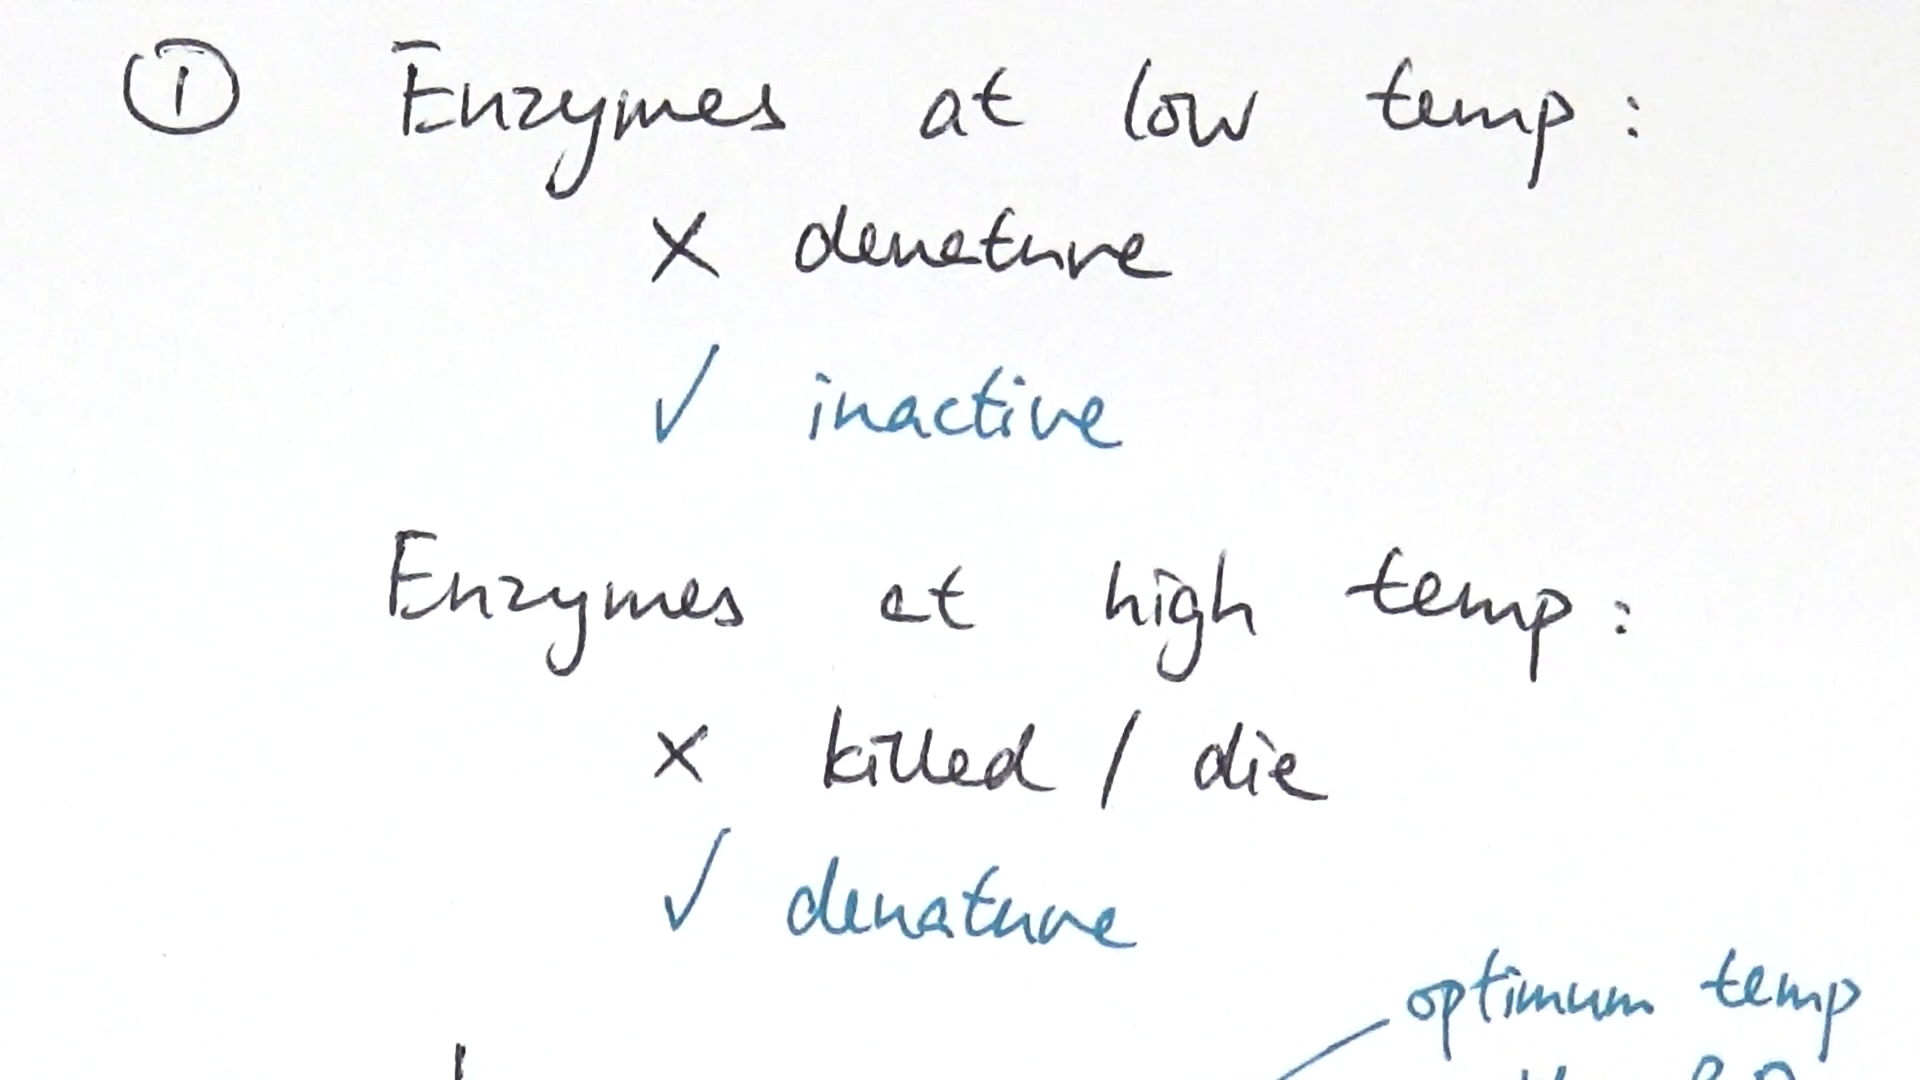 ① Enzymes at low temp:
✗ denature
✓ inactive
Enzymes at high temp:
✗ killed / die
✓ denature
optimum temp